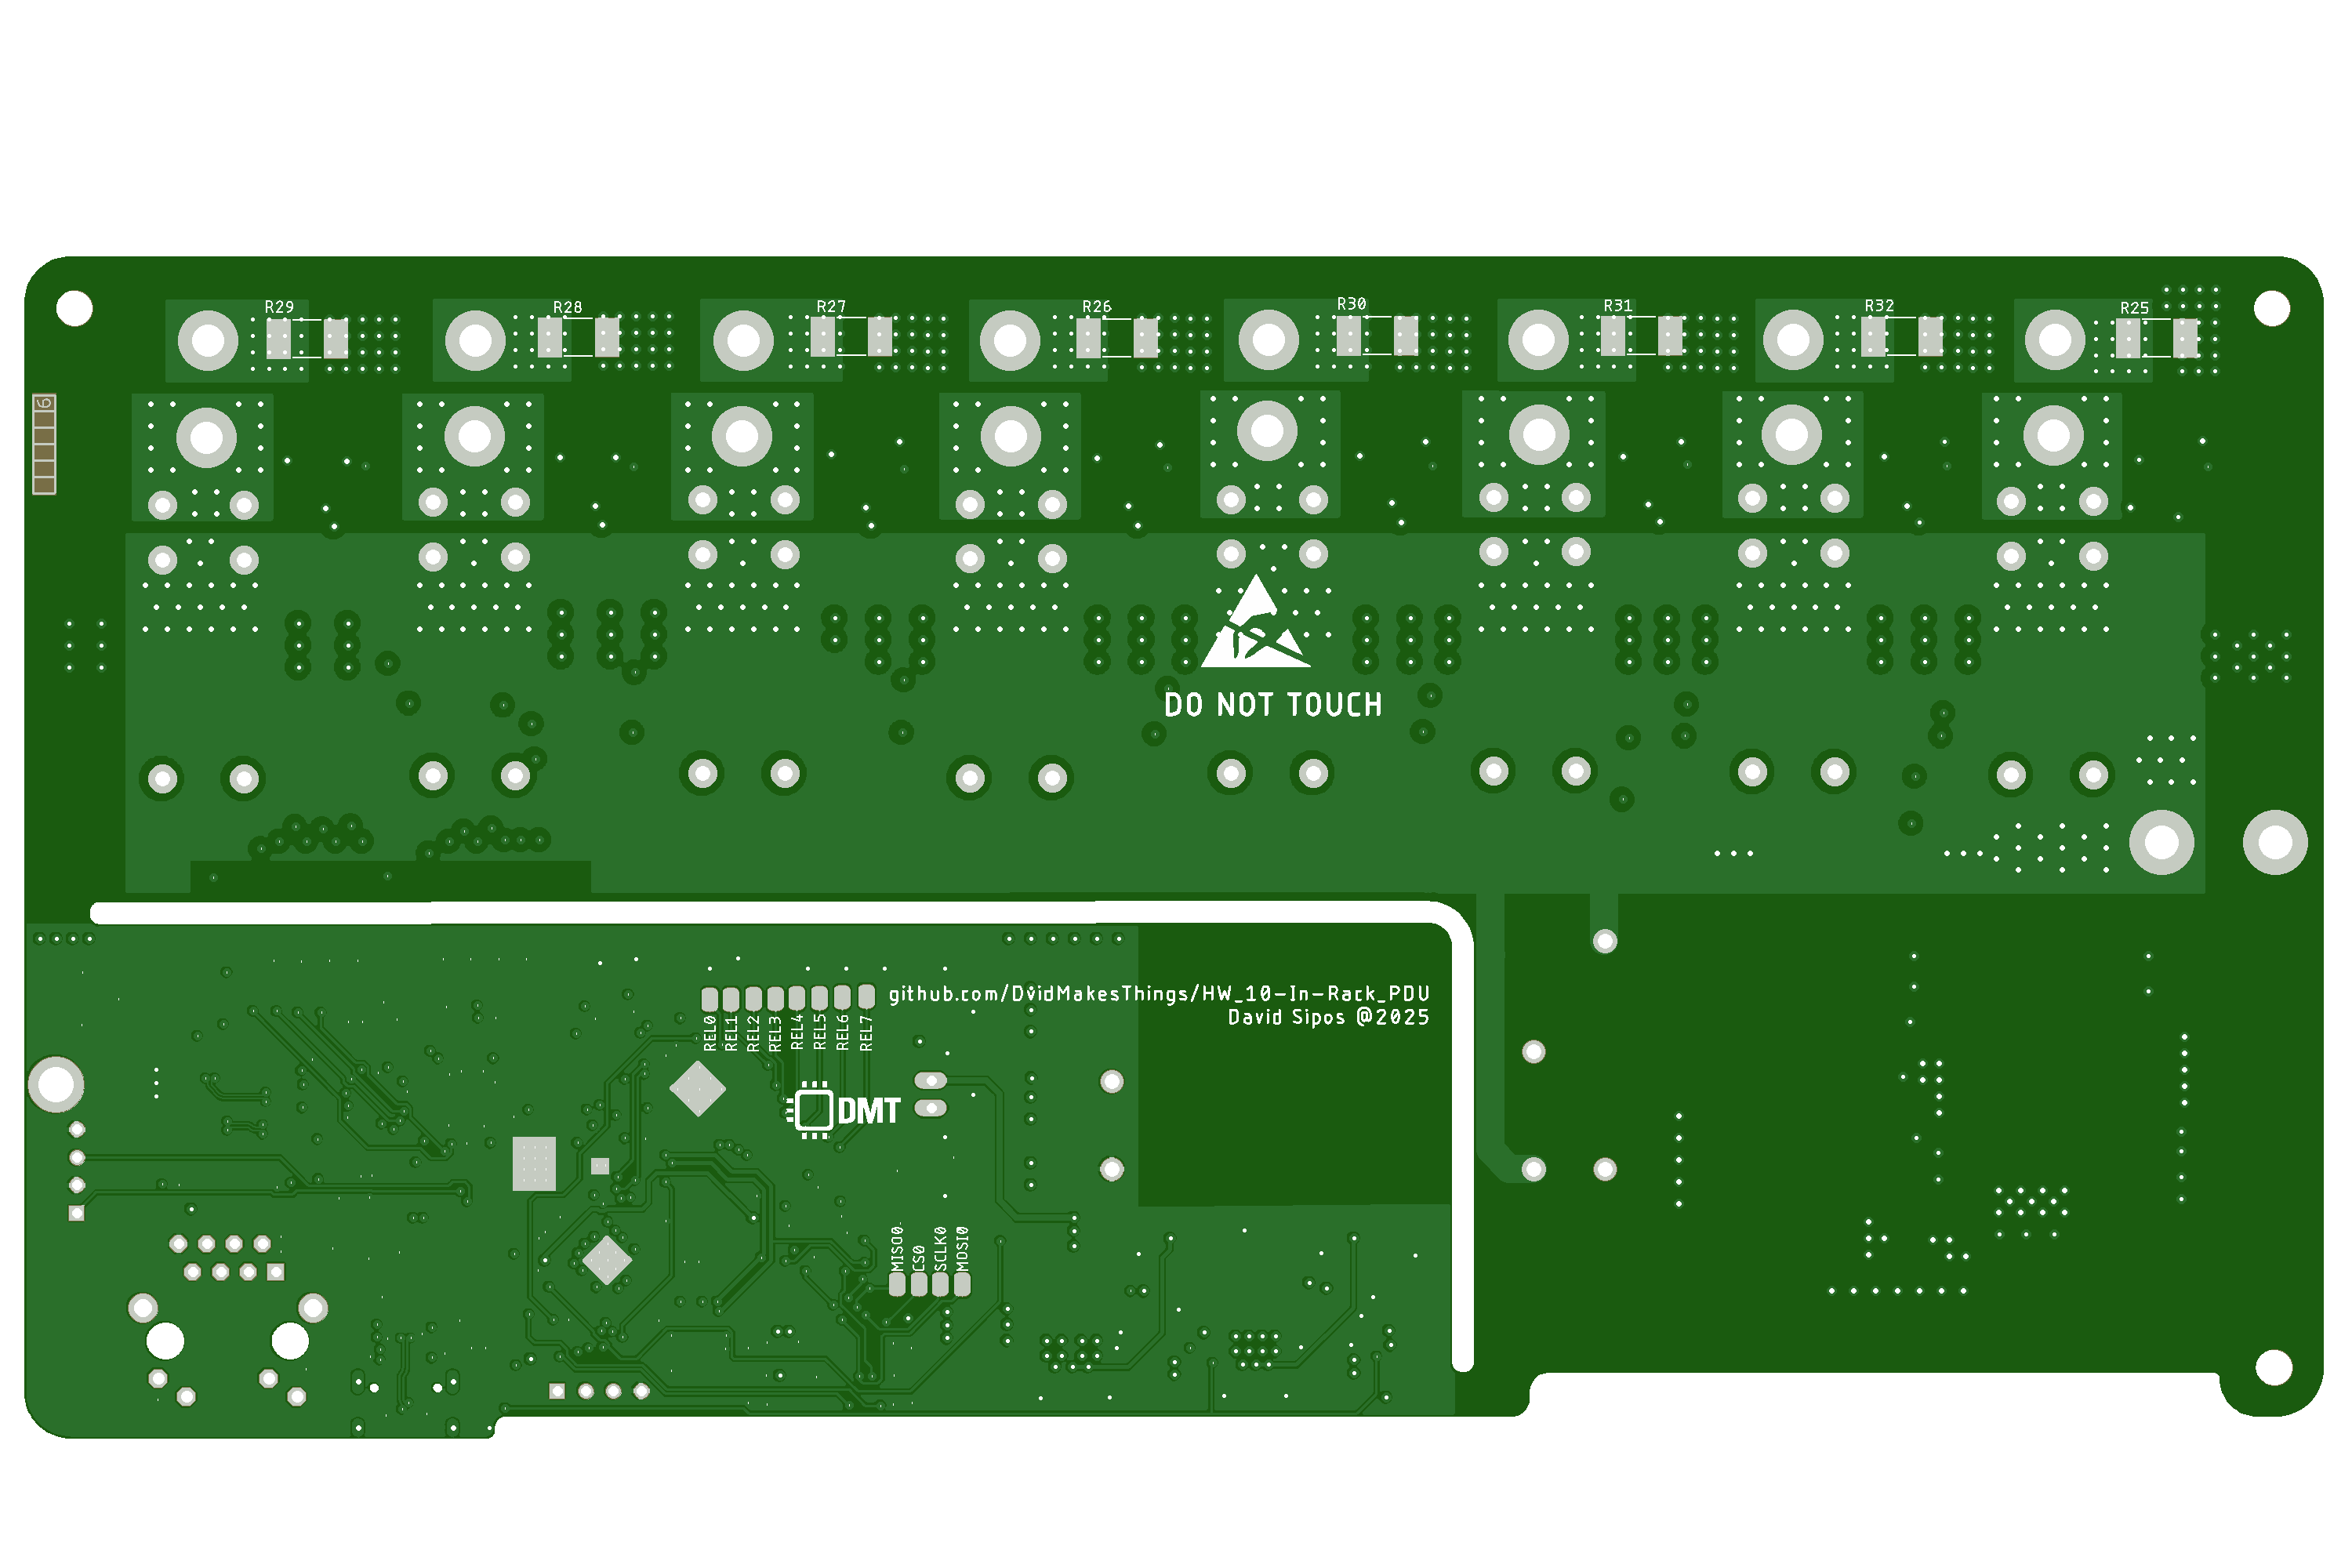 R29 R28 R27 R26 R30 R31 R32 R25
6
DO NOT TOUCH
github.com/DvidMakesThings/HW_10-In-Rack_PDU
David Sipos @2025
REL0
REL1
REL2
REL3
REL4
REL5
REL6
REL7
DMT
MISO0
CS0
SCLK0
MOSI0